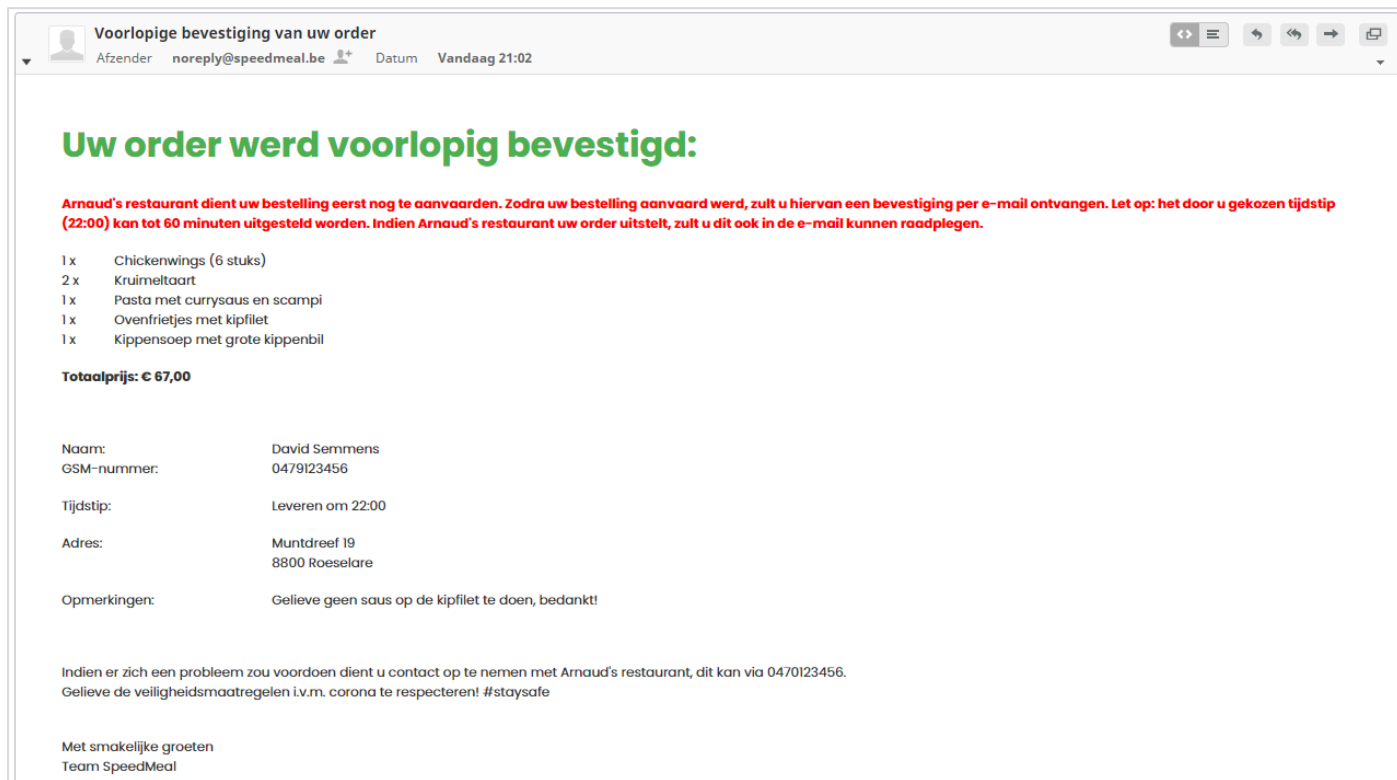 Voorlopige bevestiging van uw order
Afzender noreply@speedmeal.be Datum Vandaag 21:02
Uw order werd voorlopig bevestigd:
Arnaud's restaurant dient uw bestelling eerst nog te aanvaarden. Zodra uw bestelling aanvaard werd, zult u hiervan een bevestiging per e-mail ontvangen. Let op: het door u gekozen tijdstip
(22:00) kan tot 60 minuten uitgesteld worden. Indien Arnaud's restaurant uw order uitstelt, zult u dit ook in de e-mail kunnen raadplegen.
1 x Chickenwings (6 stuks)
2 x Kruimeltaart
1 x Pasta met currysaus en scampi
1 x Ovenfrietjes met kipfilet
1 x Kippensoep met grote kippenbil
Totaalprijs: € 67,00
Naam: David Semmens
GSM-nummer: 0479123456
Tijdstip: Leveren om 22:00
Adres: Muntdreef 19
8800 Roeselare
Opmerkingen: Gelieve geen saus op de kipfilet te doen, bedankt!
Indien er zich een probleem zou voordoen dient u contact op te nemen met Arnaud's restaurant, dit kan via 0470123456.
Gelieve de veiligheidsmaatregelen i.v.m. corona te respecteren! #staysafe
Met smakelijke groeten
Team SpeedMeal